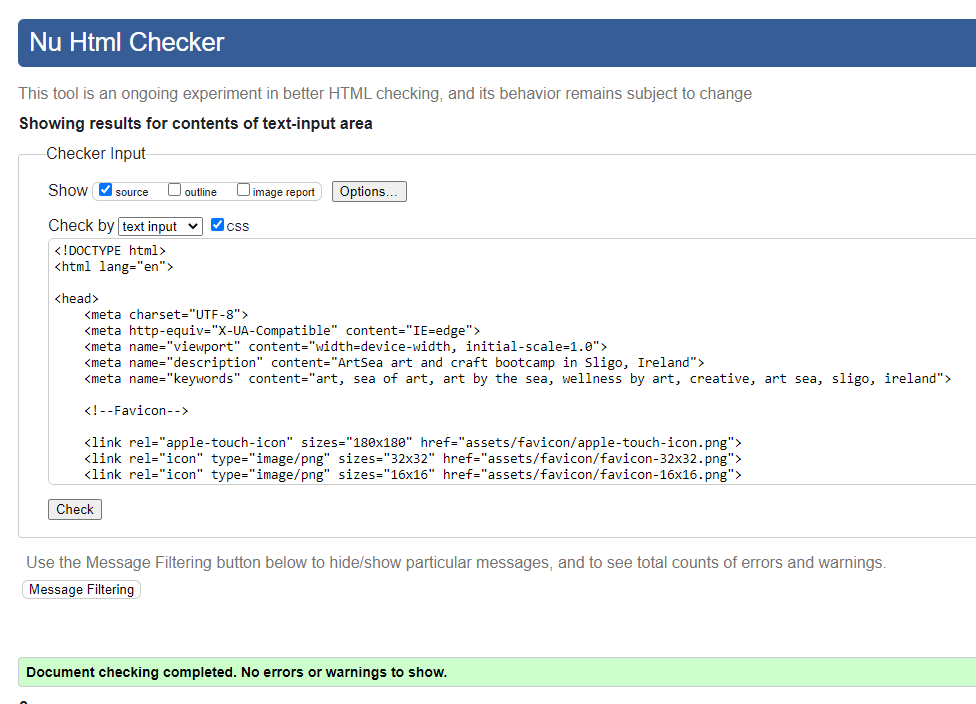 Nu Html Checker
This tool is an ongoing experiment in better HTML checking, and its behavior remains subject to change
Showing results for contents of text-input area
Checker Input
Show source outline image report Options...
Check by text input css
<!DOCTYPE html>
<html lang="en">
<head>
<meta charset="UTF-8">
<meta http-equiv="X-UA-Compatible" content="IE=edge">
<meta name="viewport" content="width=device-width, initial-scale=1.0">
<meta name="description" content="ArtSea art and craft bootcamp in Sligo, Ireland">
<meta name="keywords" content="art, sea of art, art by the sea, wellness by art, creative, art sea, sligo, ireland">
<!--Favicon-->
<link rel="apple-touch-icon" sizes="180x180" href="assets/favicon/apple-touch-icon.png">
<link rel="icon" type="image/png" sizes="32x32" href="assets/favicon/favicon-32x32.png">
<link rel="icon" type="image/png" sizes="16x16" href="assets/favicon/favicon-16x16.png">
Check
Use the Message Filtering button below to hide/show particular messages, and to see total counts of errors and warnings.
Message Filtering
Document checking completed. No errors or warnings to show.